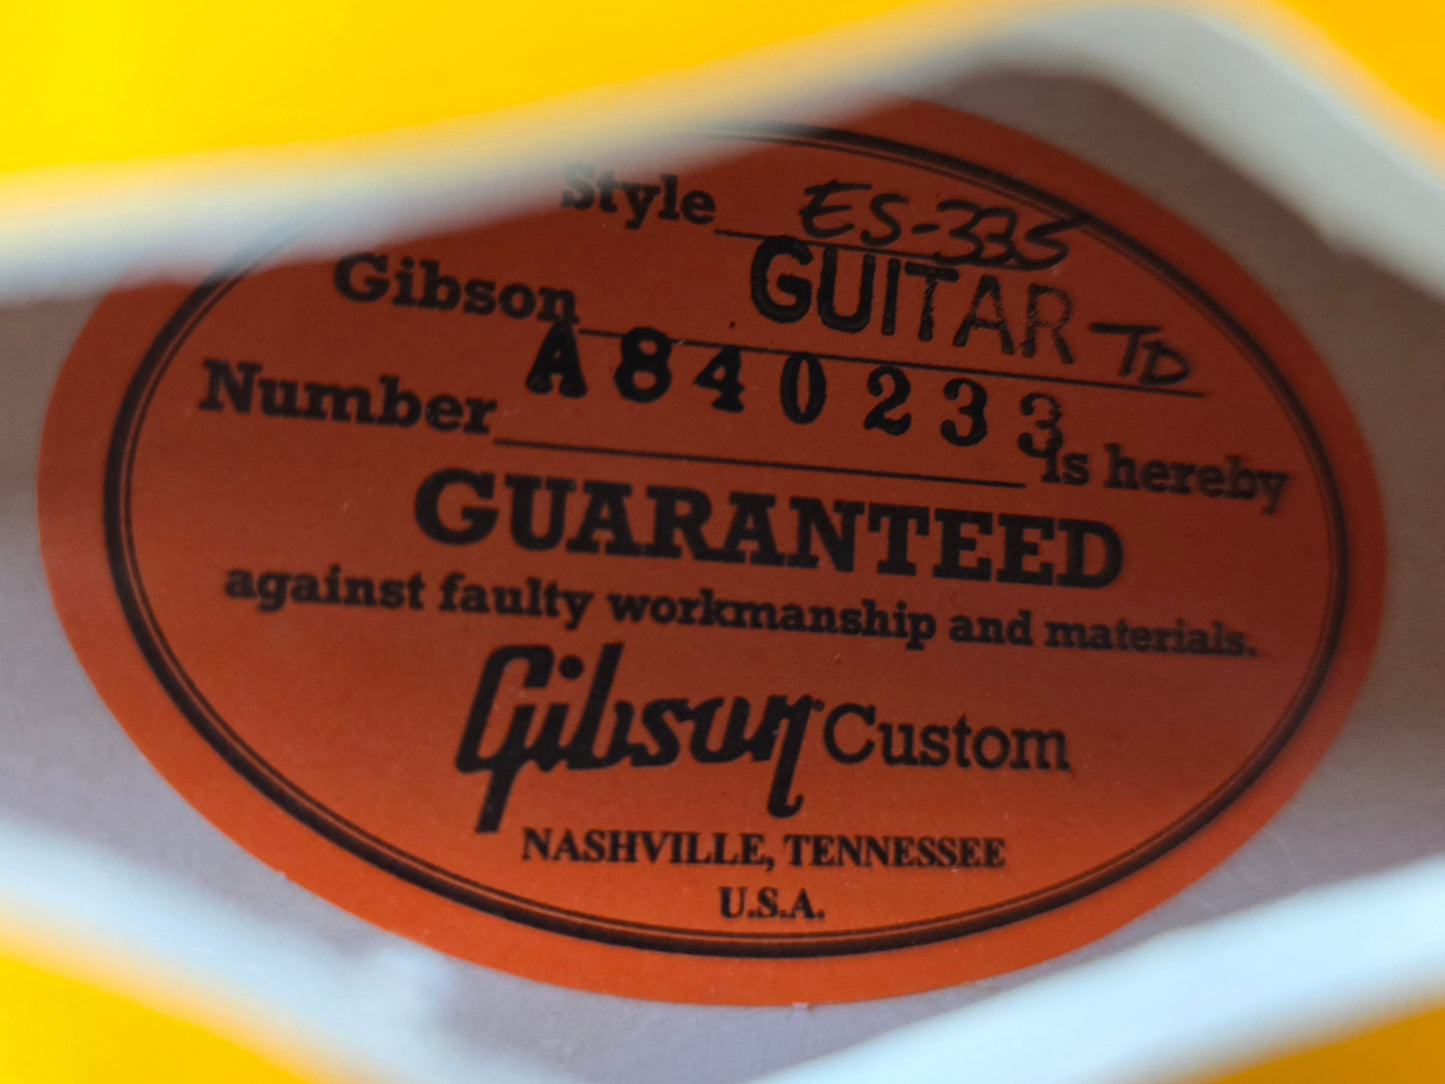 Style ES-335
Gibson GUITAR TD
Number A840233 is hereby
GUARANTEED
against faulty workmanship and materials.
Gibson Custom
NASHVILLE, TENNESSEE
U.S.A.